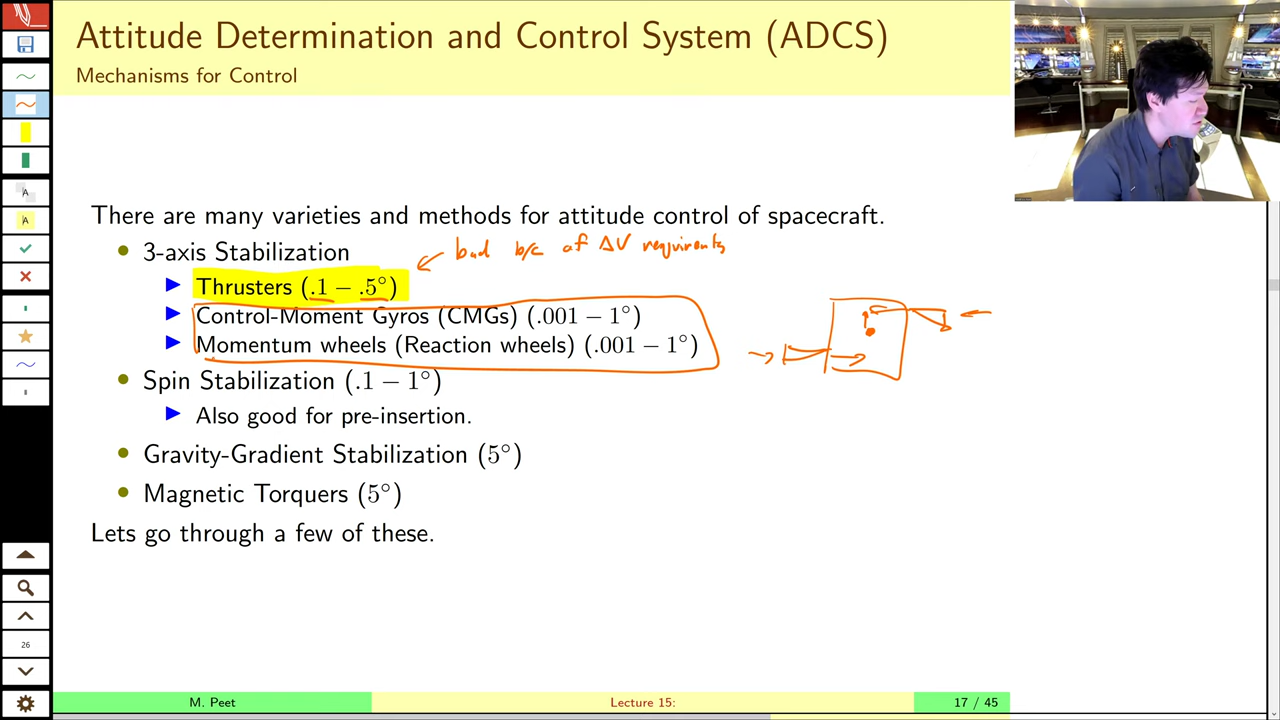 Attitude Determination and Control System (ADCS)
Mechanisms for Control
There are many varieties and methods for attitude control of spacecraft.
• 3-axis Stabilization
bad b/c of ΔV
▶ Thrusters (.1 − .5°)
▶ Control-Moment Gyros (CMGs) (.001 − 1°)
▶ Momentum wheels (Reaction wheels) (.001 − 1°)
• Spin Stabilization (.1 − 1°)
▶ Also good for pre-insertion.
• Gravity-Gradient Stabilization (5°)
• Magnetic Torquers (5°)
Lets go through a few of these.
26
M. Peet
Lecture 15:
17 / 45